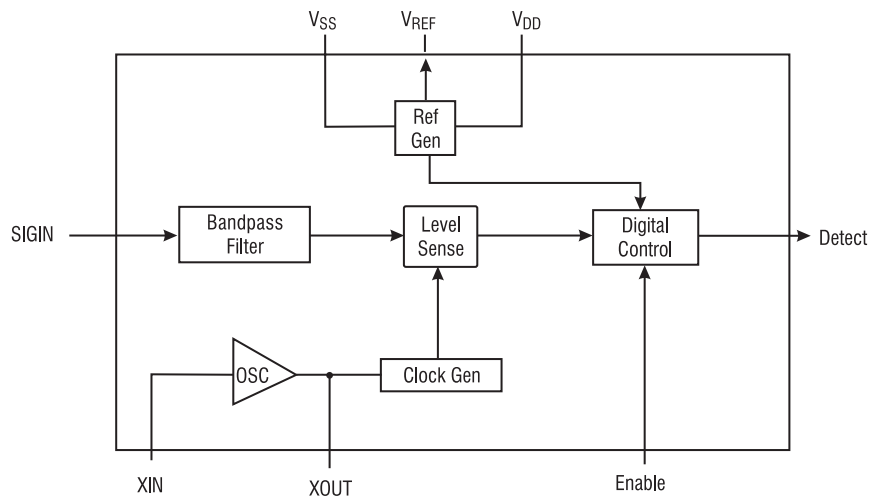 VSS
VREF
VDD
Ref
Gen
SIGIN
Bandpass
Filter
Level
Sense
Digital
Control
Detect
OSC
Clock Gen
XIN
XOUT
Enable